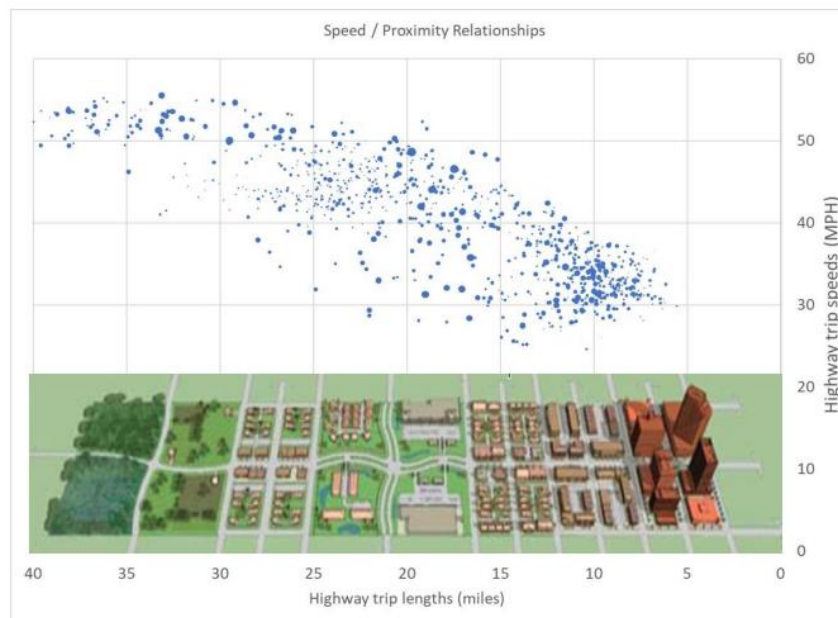 Speed / Proximity Relationships
60
50
40
30
20
10
0
Highway trip speeds (MPH)
40 35 30 25 20 15 10 5 0
Highway trip lengths (miles)